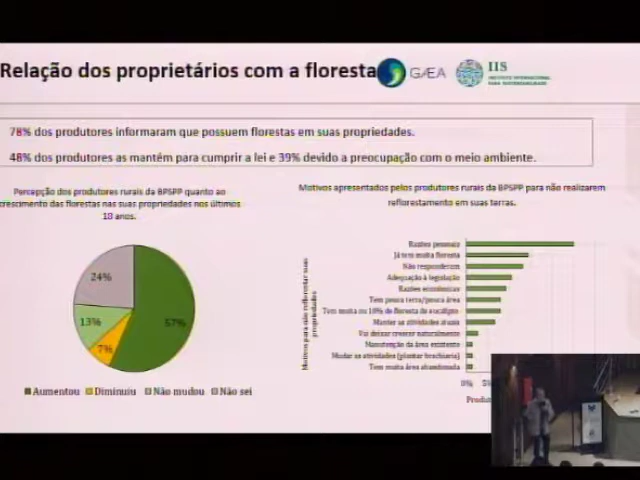 Relação dos proprietários com a floresta
GÆA
IIS
INSTITUTO INTERNACIONAL
PARA SUSTENTABILIDADE
78% dos produtores informaram que possuem florestas em suas propriedades.
48% dos produtores as mantêm para cumprir a lei e 39% devido a preocupação com o meio ambiente.
Percepção dos produtores rurais da BPSPP quanto ao
crescimento das florestas nas suas propriedades nos últimos
10 anos.
24%
13%
7%
57%
Aumentou Diminuiu Não mudou Não sei
Motivos apresentados pelos produtores rurais da BPSPP para não realizarem
reflorestamento em suas terras.
Motivos para não reflorestar suas
propriedades
Razões pessoais
Já tem muita floresta
Não responderam
Adequação à legislação
Razões econômicas
Tem pouca terra/pouca área
Tem muita ou 10% de floresta de eucalipto
Manter as atividades atuais
Vai deixar crescer naturalmente
Manutenção da área existente
Mudar as atividades (plantar brachiaria)
Tem muita área abandonada
0%